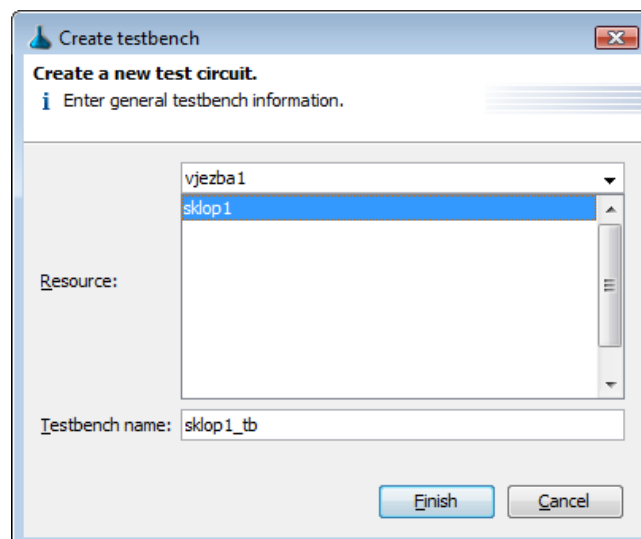 Create testbench
Create a new test circuit.
i Enter general testbench information.
vjezba1
sklop1
Resource:
Testbench name: sklop1_tb
Finish Cancel